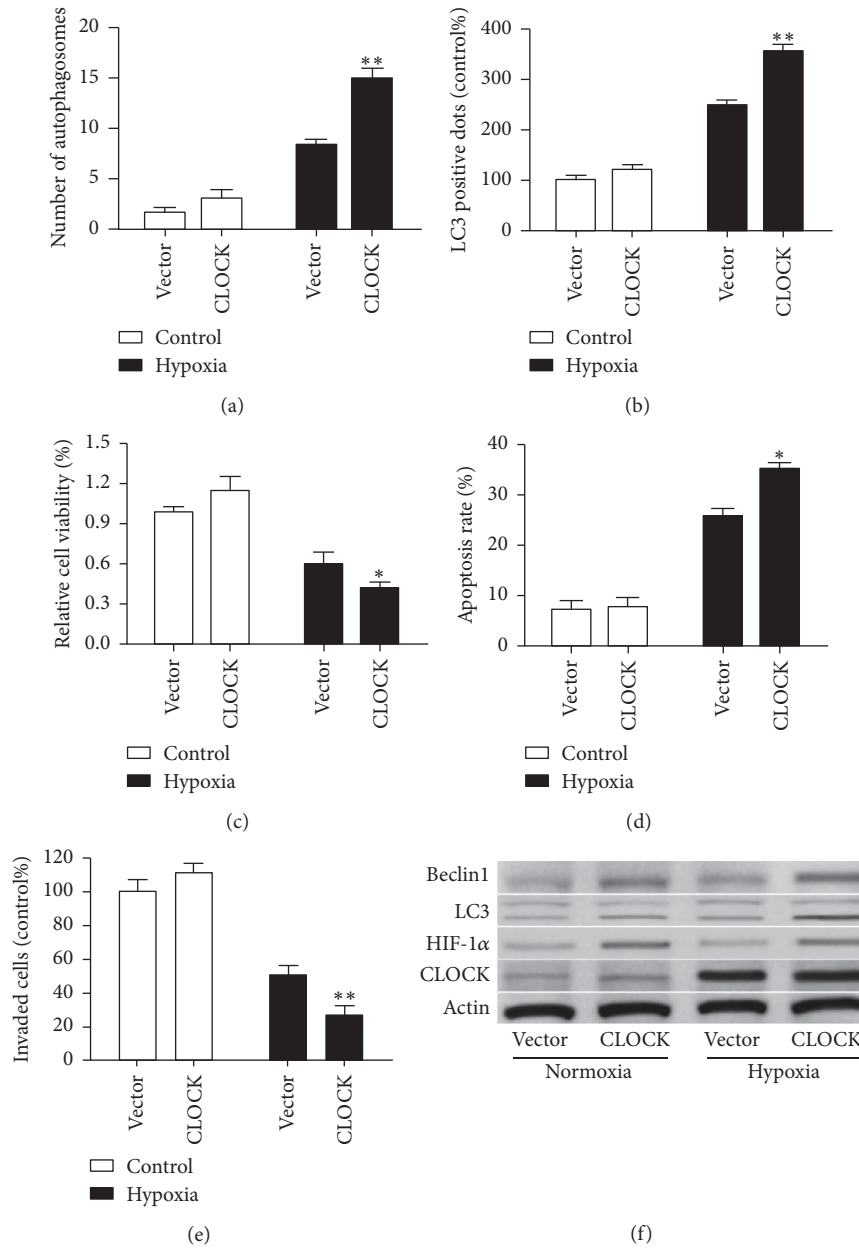 20
15
10
5
0
Number of autophagosomes
**
Vector
CLOCK
Vector
CLOCK
Control
Hypoxia
(a)
400
300
200
100
0
LC3 positive dots (control%)
**
Vector
CLOCK
Vector
CLOCK
Control
Hypoxia
(b)
1.5
1.2
0.9
0.6
0.3
0.0
Relative cell viability (%)
*
Vector
CLOCK
Vector
CLOCK
Control
Hypoxia
(c)
40
30
20
10
0
Apoptosis rate (%)
*
Vector
CLOCK
Vector
CLOCK
Control
Hypoxia
(d)
120
100
80
60
40
20
0
Invaded cells (control%)
**
Vector
CLOCK
Vector
CLOCK
Control
Hypoxia
(e)
Beclin1
LC3
HIF-1α
CLOCK
Actin
Vector CLOCK Vector CLOCK
Normoxia Hypoxia
(f)